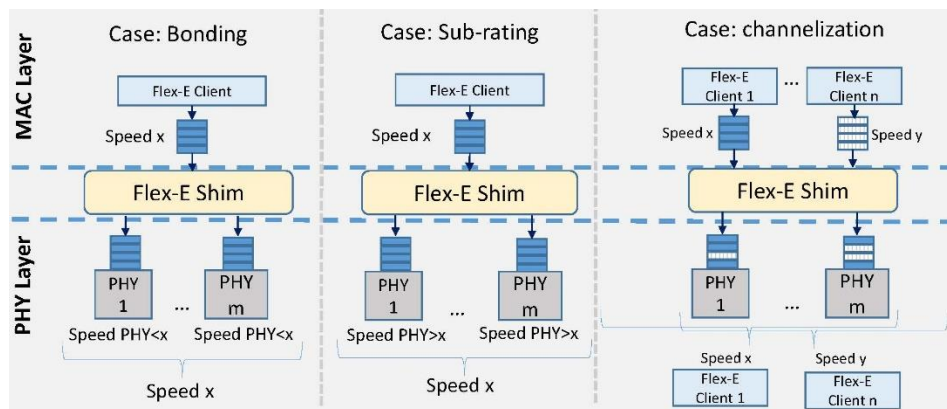 MAC Layer
PHY Layer
Case: Bonding
Flex-E Client
Speed x
Flex-E Shim
PHY
1
...
PHY
m
Speed PHY<x
Speed PHY<x
Speed x
Case: Sub-rating
Flex-E Client
Speed x
Flex-E Shim
PHY
1
...
PHY
m
Speed PHY>x
Speed PHY>x
Speed x
Case: channelization
Flex-E
Client 1
...
Flex-E
Client n
Speed x
Speed y
Flex-E Shim
PHY
1
...
PHY
m
Speed x
Speed y
Flex-E
Client 1
Flex-E
Client n